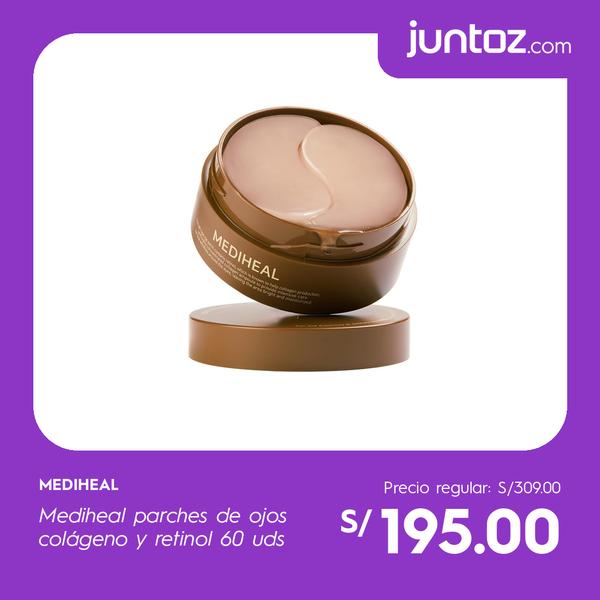 juntoz.com
MEDIHEAL
MEDIHEAL
Mediheal parches de ojos
colágeno y retinol 60 uds
Precio regular: S/309.00
S/195.00